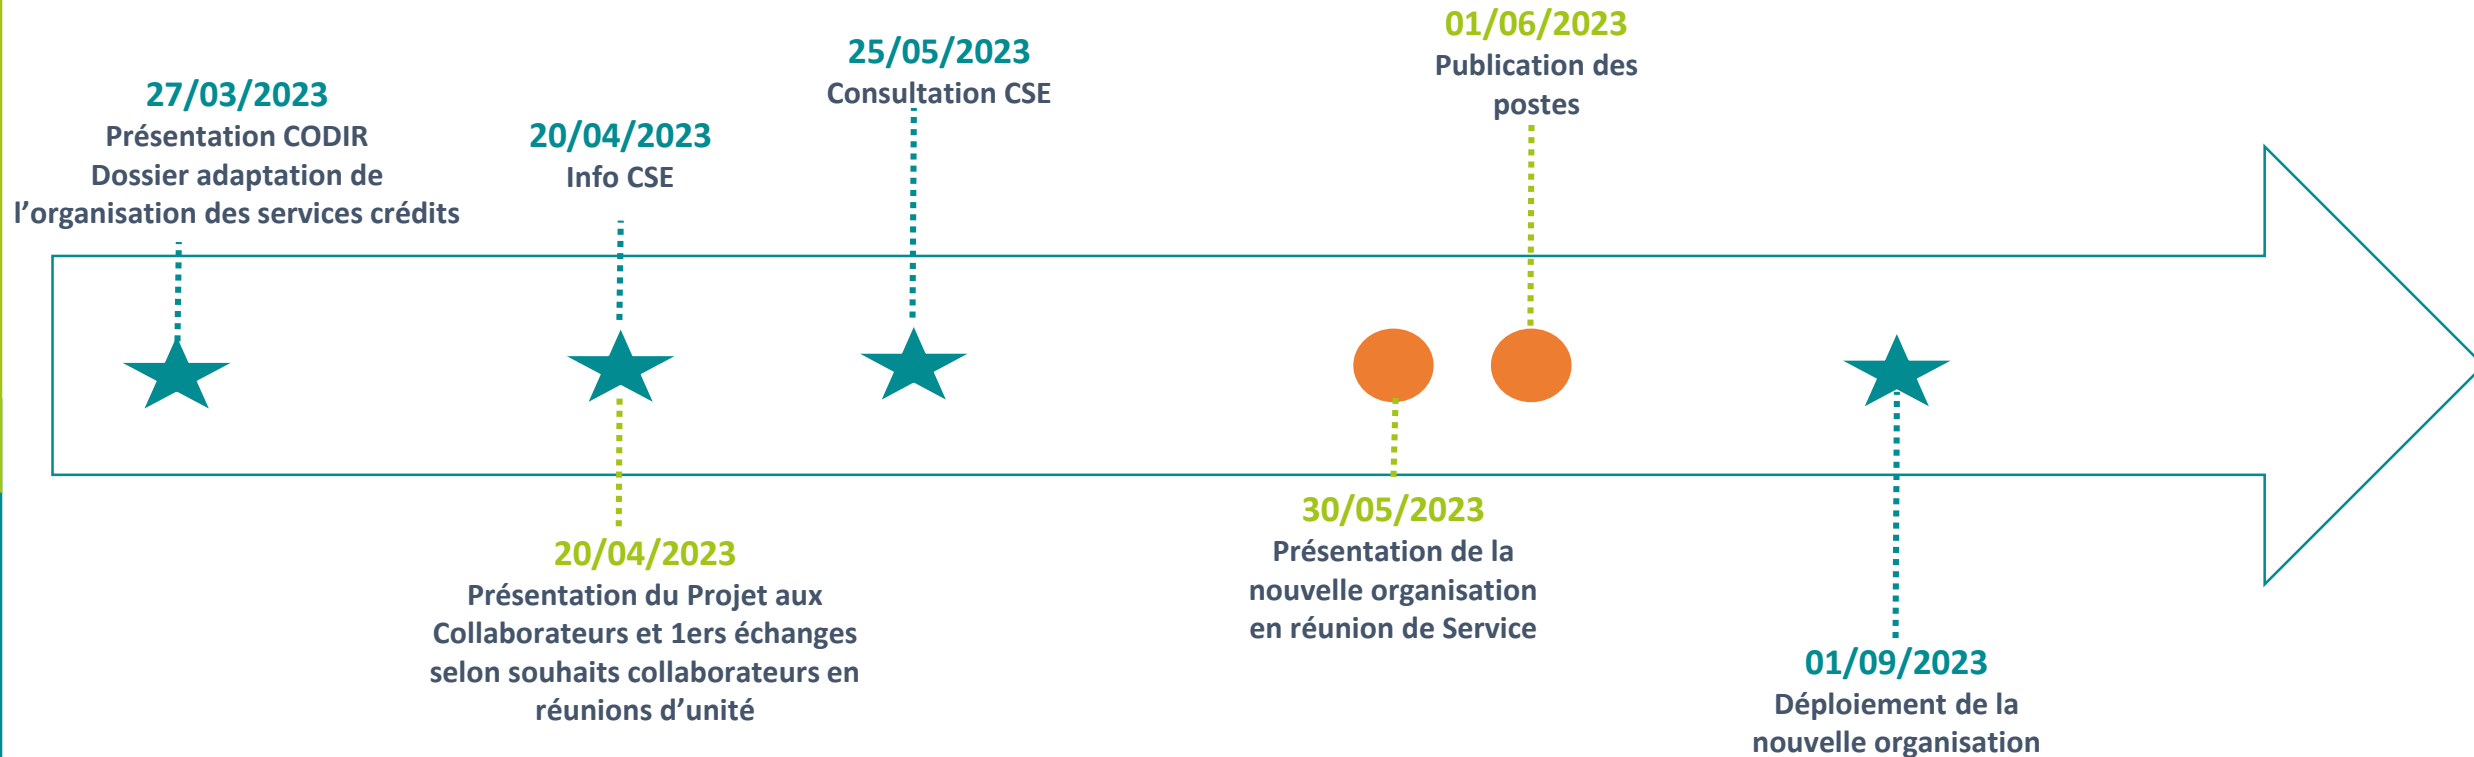 27/03/2023
Présentation CODIR
Dossier adaptation de
l’organisation des services crédits
20/04/2023
Info CSE
25/05/2023
Consultation CSE
01/06/2023
Publication des
postes
20/04/2023
Présentation du Projet aux
Collaborateurs et 1ers échanges
selon souhaits collaborateurs en
réunions d’unité
30/05/2023
Présentation de la
nouvelle organisation
en réunion de Service
01/09/2023
Déploiement de la
nouvelle organisation